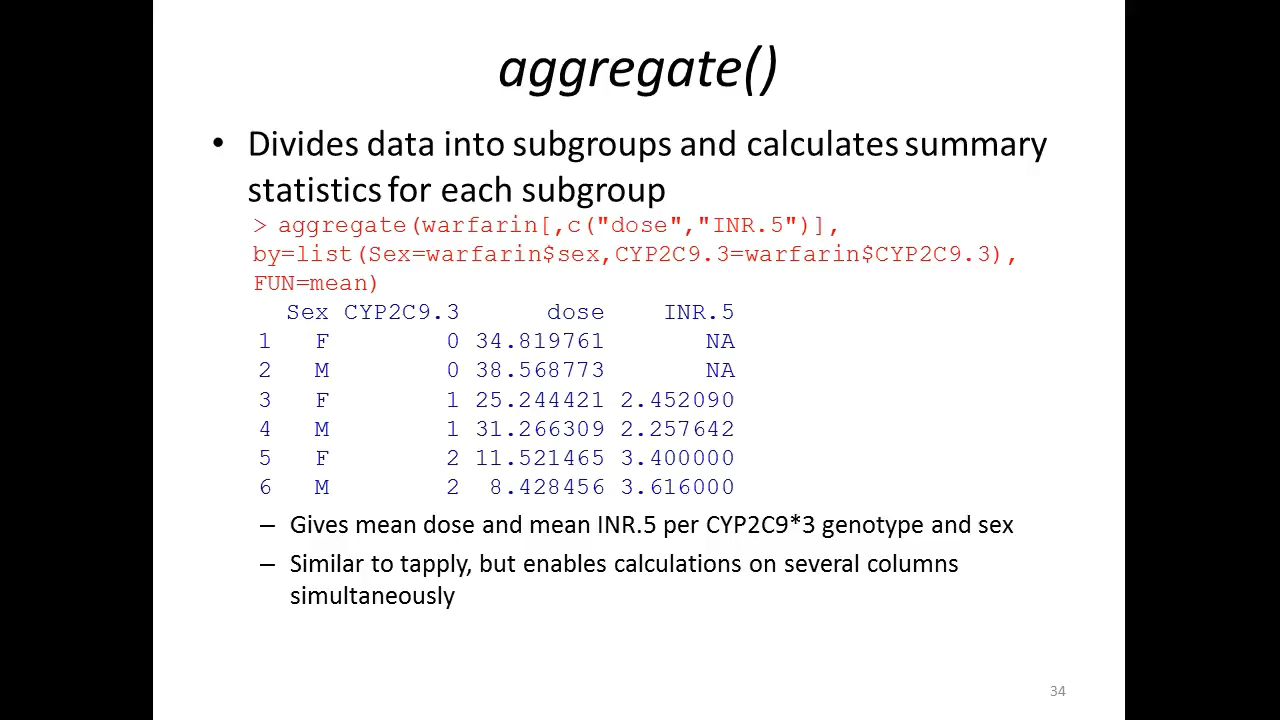 aggregate()
• Divides data into subgroups and calculates summary
statistics for each subgroup
> aggregate(warfarin[,c("dose","INR.5")],
by=list(Sex=warfarin$sex,CYP2C9.3=warfarin$CYP2C9.3),
FUN=mean)
Sex CYP2C9.3 dose INR.5
1 F 0 34.819761 NA
2 M 0 38.568773 NA
3 F 1 25.244421 2.452090
4 M 1 31.266309 2.257642
5 F 2 11.521465 3.400000
6 M 2 8.428456 3.616000
– Gives mean dose and mean INR.5 per CYP2C9*3 genotype and sex
– Similar to tapply, but enables calculations on several columns
simultaneously
34